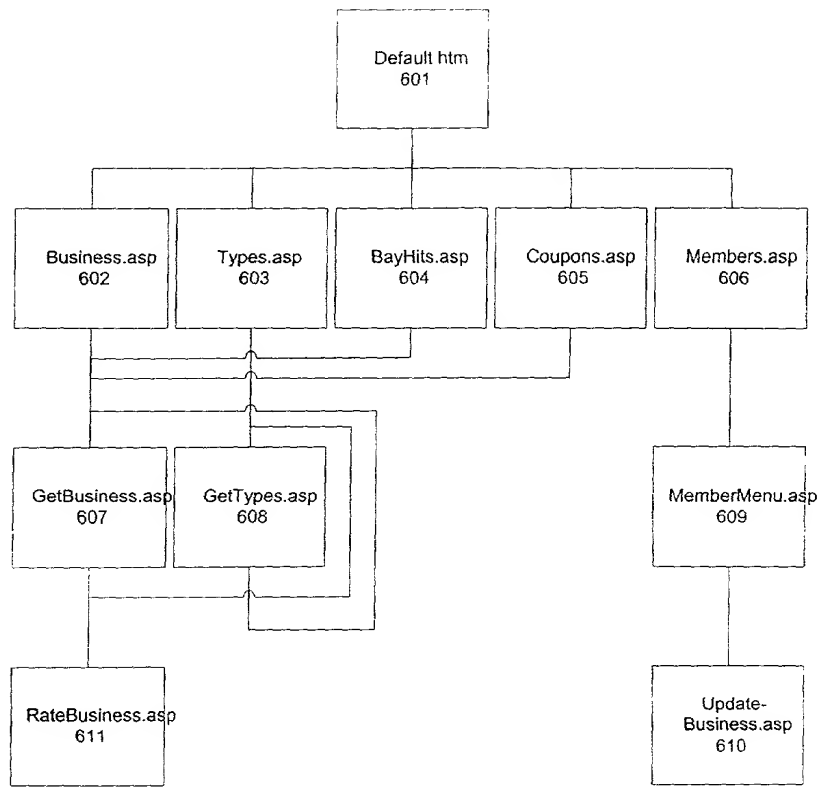 Default htm
601
Business.asp
602
Types.asp
603
BayHits.asp
604
Coupons.asp
605
Members.asp
606
GetBusiness.asp
607
GetTypes.asp
608
MemberMenu.asp
609
RateBusiness.asp
611
Update-
Business.asp
610